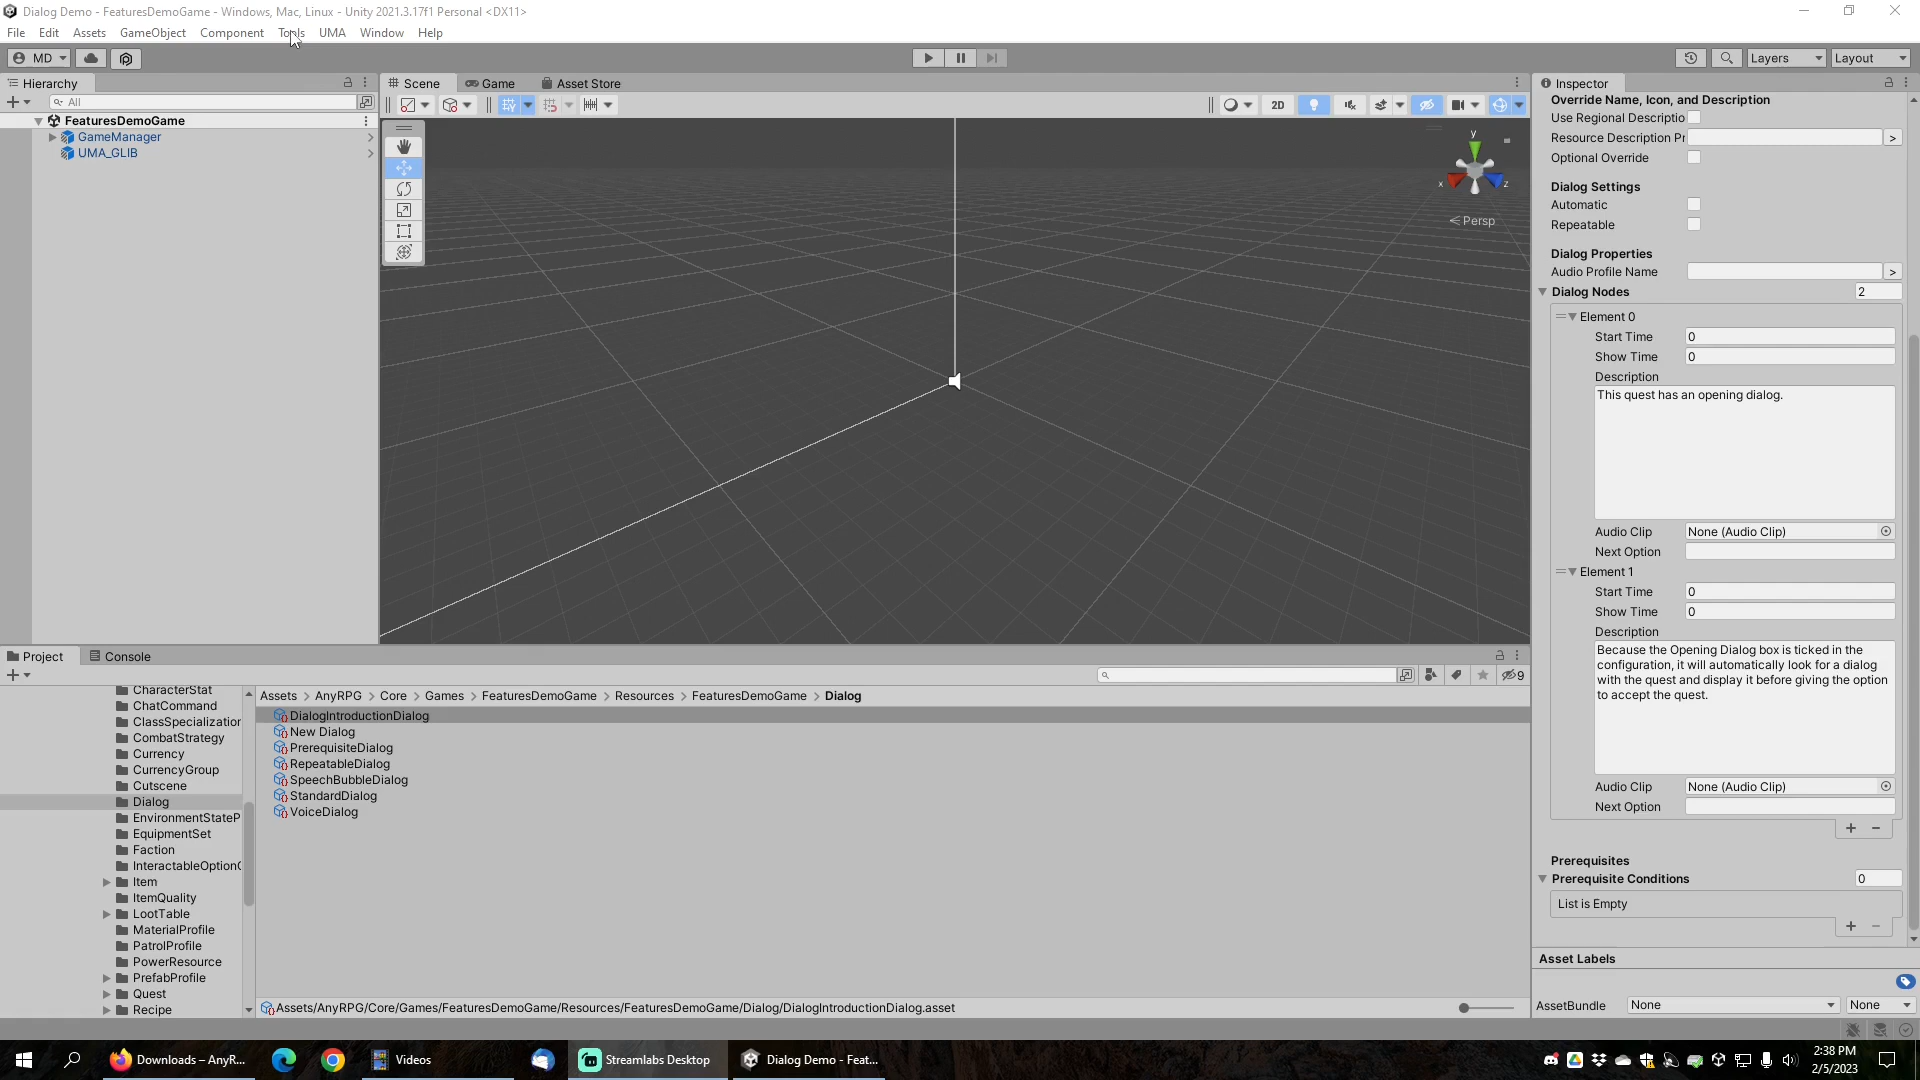 Dialog Demo - FeaturesDemoGame - Windows, Mac, Linux - Unity 2021.3.17f1 Personal <DX11>
File Edit Assets GameObject Component Tools UMA Window Help
MD Layers Layout
Hierarchy
All
FeaturesDemoGame
GameManager
UMA_GLIB
Scene Game Asset Store
2D
y
x
z
Persp
Project Console
9
CharacterStat
ChatCommand
ClassSpecialization
CombatStrategy
Currency
CurrencyGroup
Cutscene
Dialog
EnvironmentStateP
EquipmentSet
Faction
InteractableOptionC
Item
ItemQuality
LootTable
MaterialProfile
PatrolProfile
PowerResource
PrefabProfile
Quest
Recipe
Assets > AnyRPG > Core > Games > FeaturesDemoGame > Resources > FeaturesDemoGame > Dialog
DialogIntroductionDialog
New Dialog
PrerequisiteDialog
RepeatableDialog
SpeechBubbleDialog
StandardDialog
VoiceDialog
Assets/AnyRPG/Core/Games/FeaturesDemoGame/Resources/FeaturesDemoGame/Dialog/DialogIntroductionDialog.asset
Inspector
Override Name, Icon, and Description
Use Regional Descriptio
Resource Description Pr >
Optional Override
Dialog Settings
Automatic
Repeatable
Dialog Properties
Audio Profile Name >
Dialog Nodes 2
Element 0
Start Time 0
Show Time 0
Description
This quest has an opening dialog.
Audio Clip None (Audio Clip)
Next Option
Element 1
Start Time 0
Show Time 0
Description
Because the Opening Dialog box is ticked in the
configuration, it will automatically look for a dialog
with the quest and display it before giving the option
to accept the quest.
Audio Clip None (Audio Clip)
Next Option
+ −
Prerequisites
Prerequisite Conditions 0
List is Empty
+ −
Asset Labels
AssetBundle None None
Downloads – AnyR... Videos Streamlabs Desktop Dialog Demo - Feat...
2:38 PM
2/5/2023